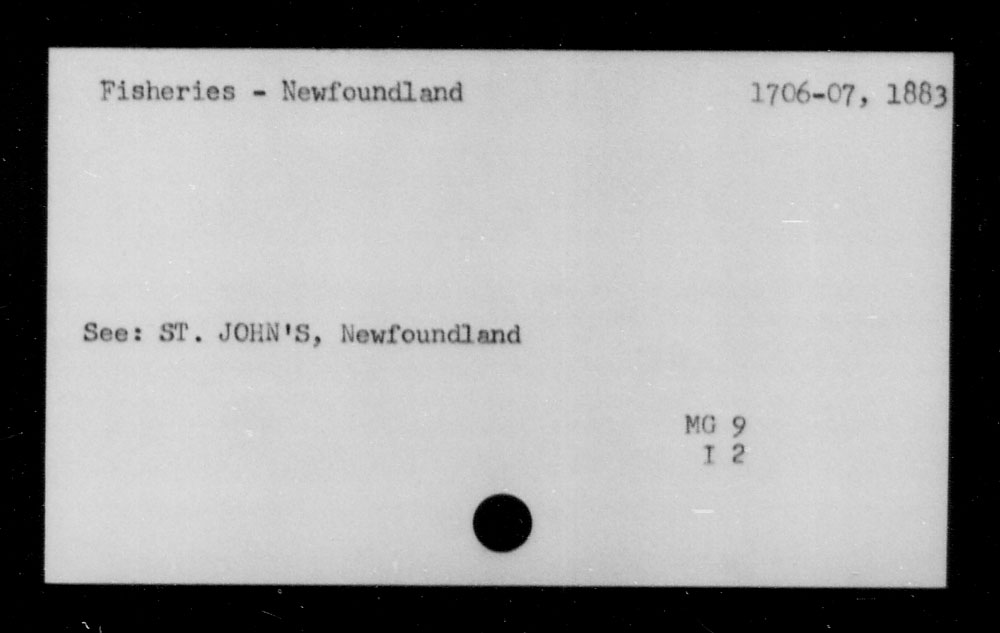 Fisheries - Newfoundland 1706-07, 1883
See: ST. JOHN'S, Newfoundland
MG 9
I 2